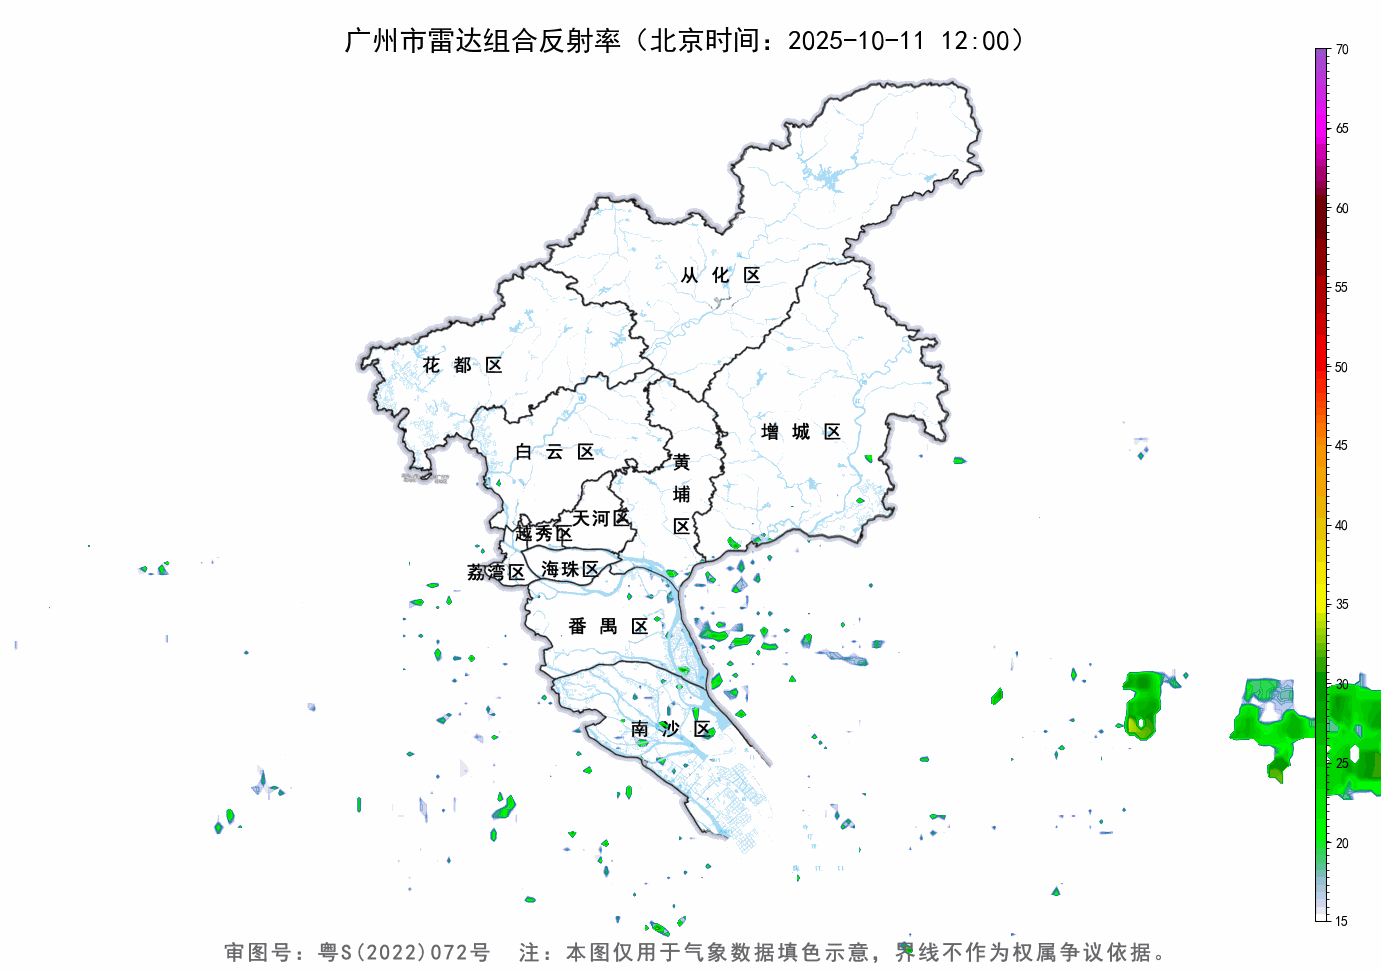 广州市雷达组合反射率（北京时间：2025-10-11 12:00）
70
65
60
55
50
45
40
35
30
25
20
15
从化区
花都区
增城区
白云区
黄埔区
天河区
越秀区
海珠区
荔湾区
番禺区
南沙区
审图号：粤S(2022)072号 注：本图仅用于气象数据填色示意，界线不作为权属争议依据。